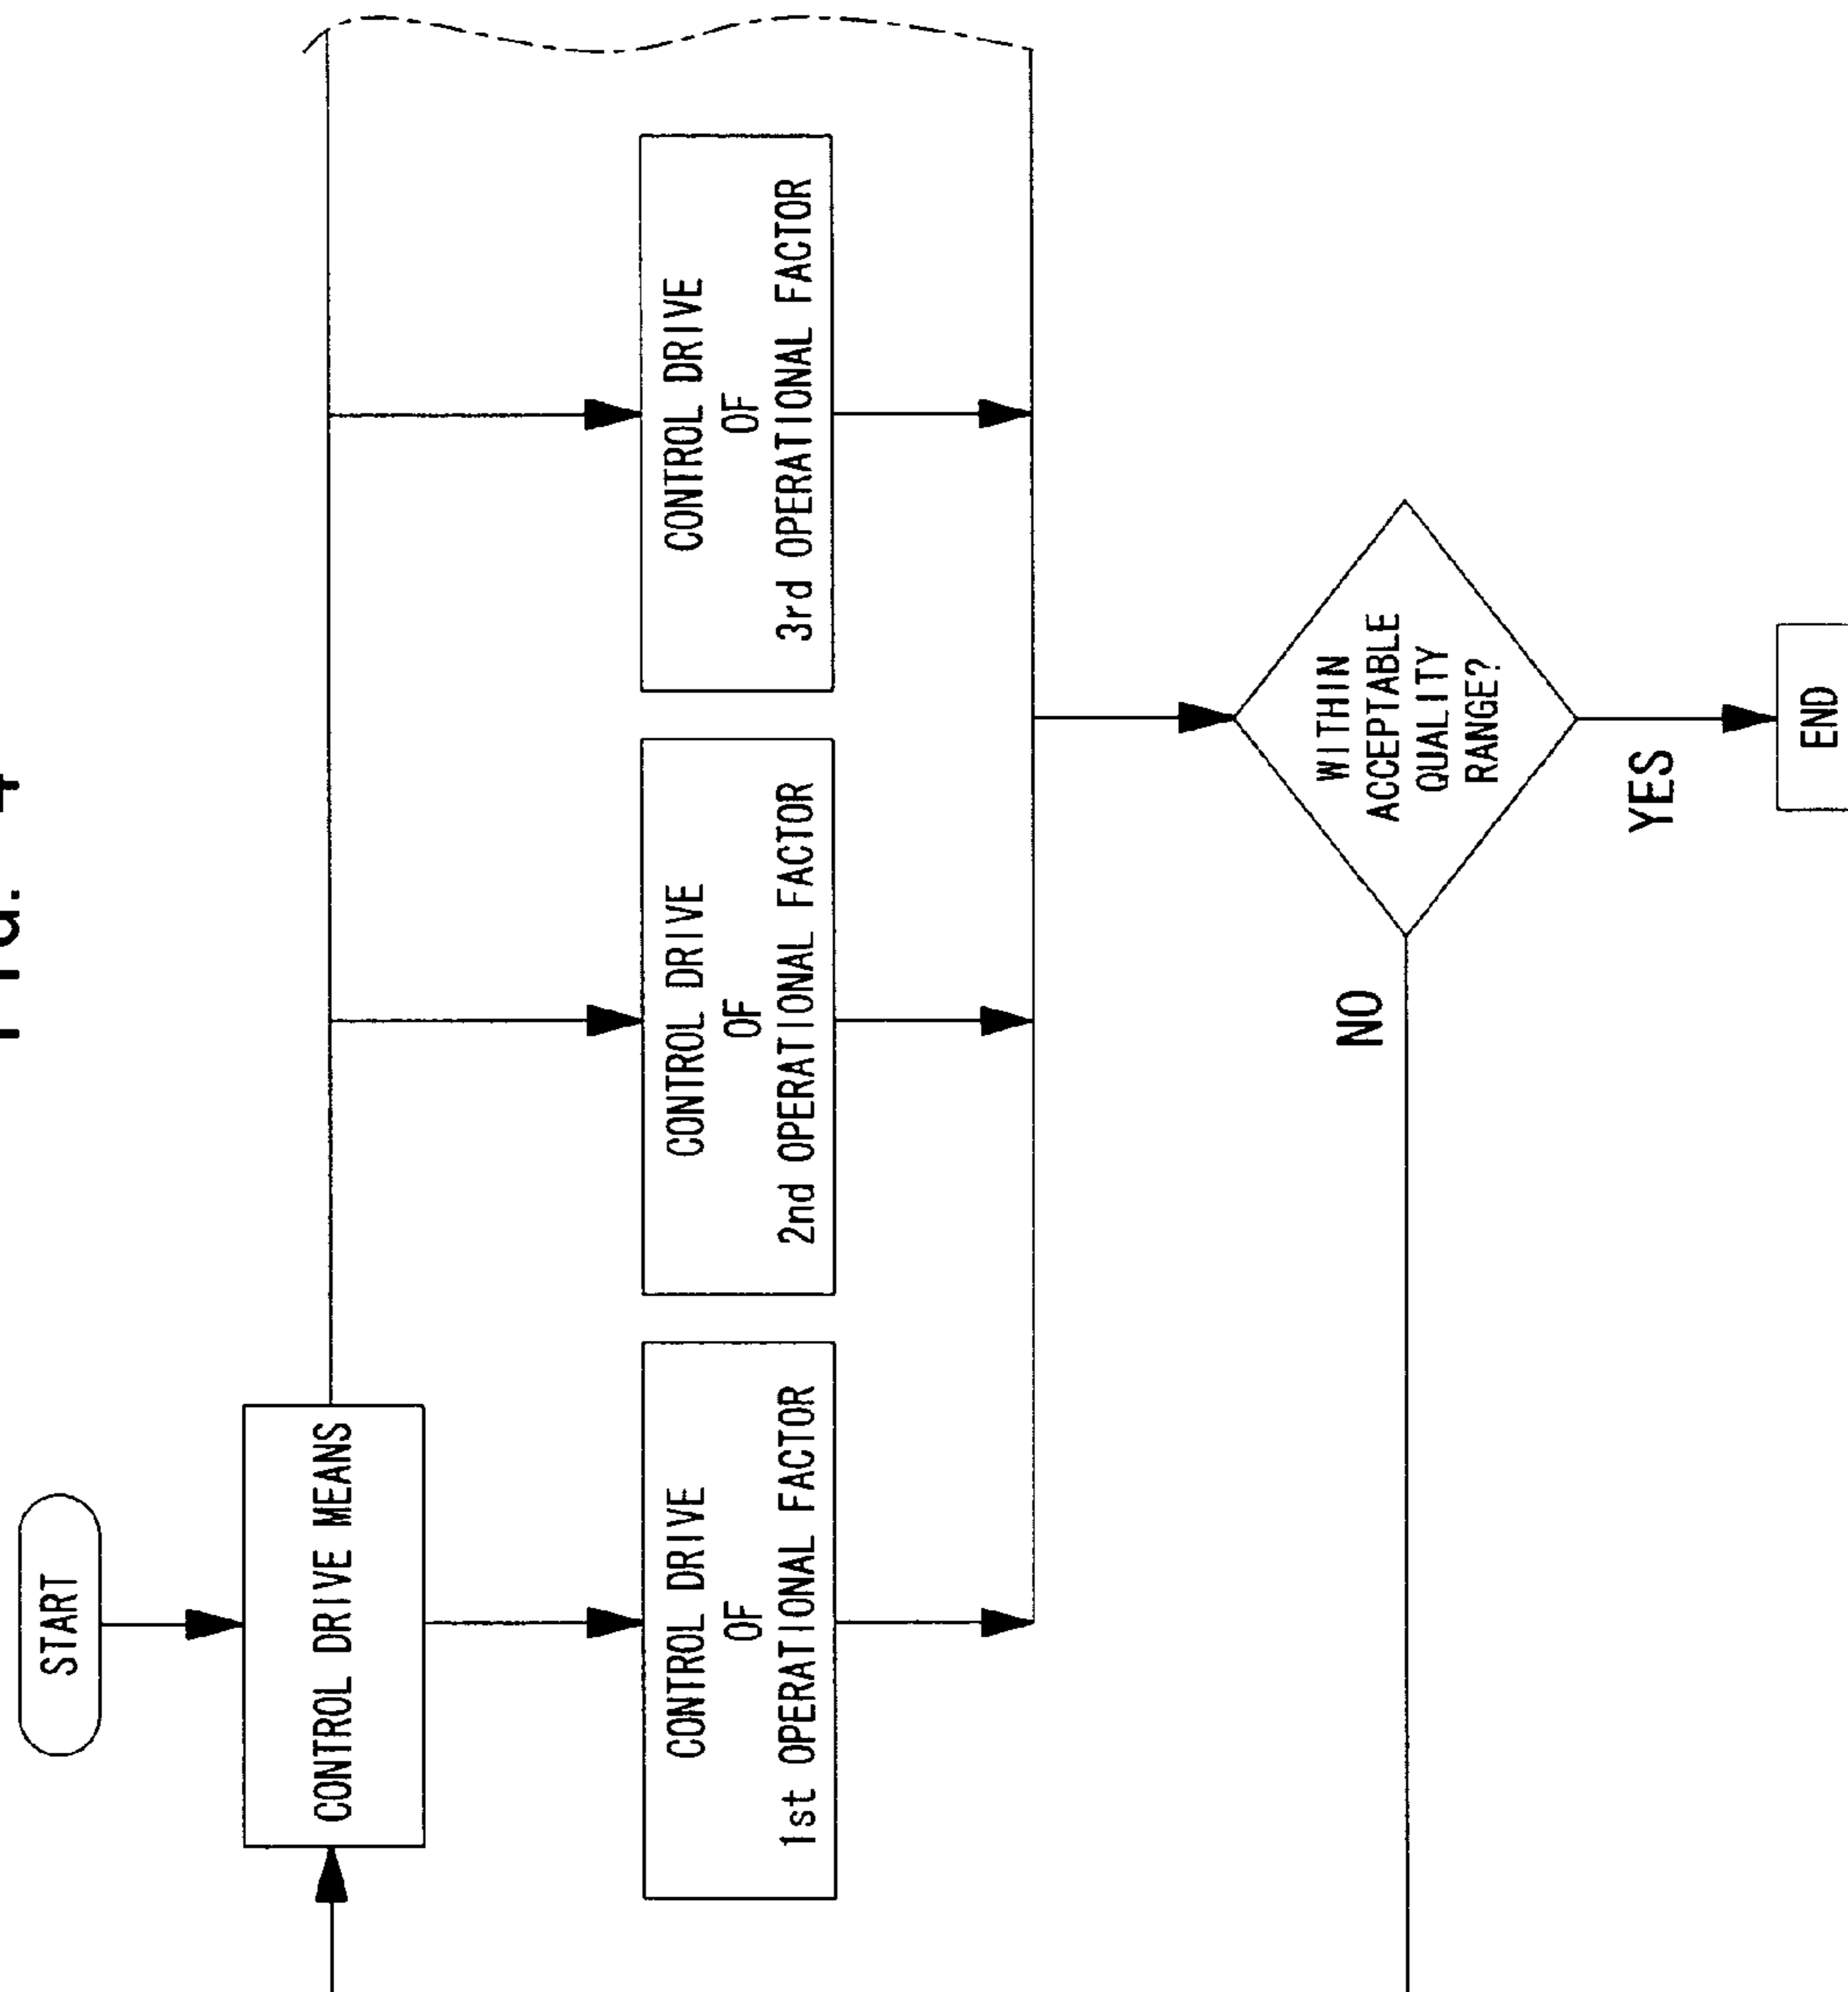 START
CONTROL DRIVE MEANS
CONTROL DRIVE
OF
1st OPERATIONAL FACTOR
CONTROL DRIVE
OF
2nd OPERATIONAL FACTOR
CONTROL DRIVE
OF
3rd OPERATIONAL FACTOR
WITHIN
ACCEPTABLE
QUALITY
RANGE?
NO
YES
END